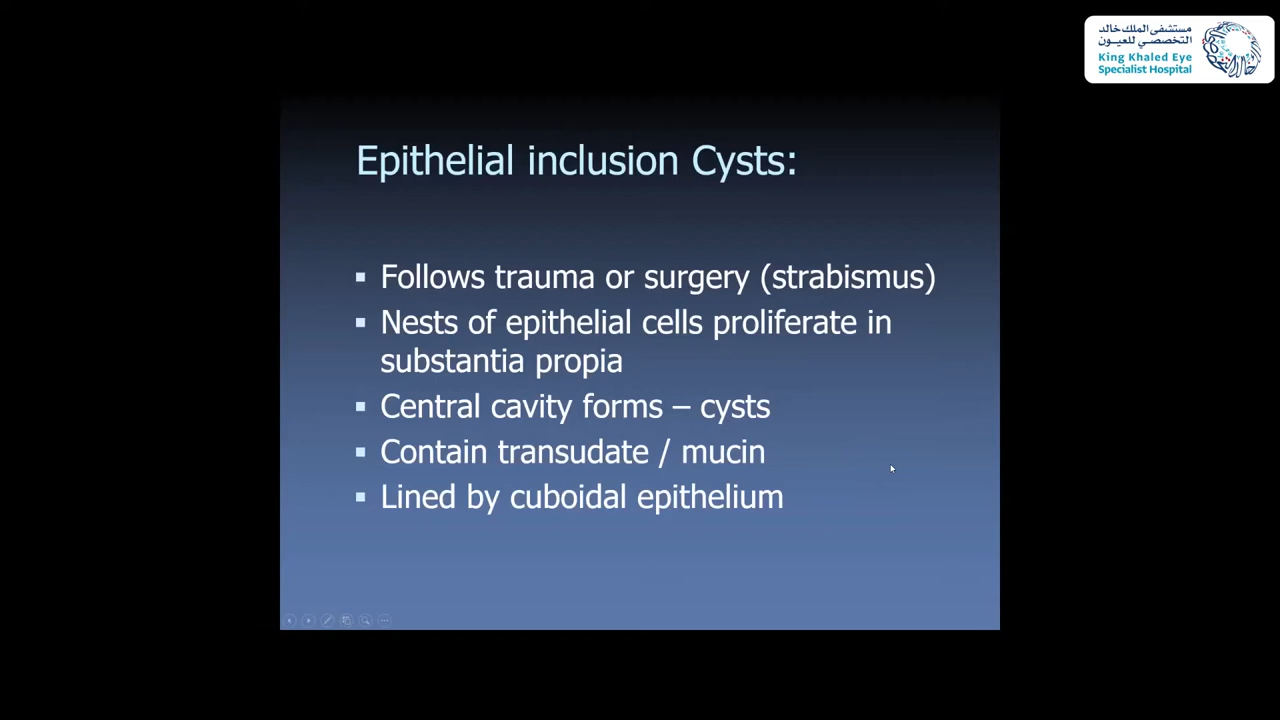 مستشفى الملك خالد
التخصصي للعيون
King Khaled Eye
Specialist Hospital
Epithelial inclusion Cysts:
▪ Follows trauma or surgery (strabismus)
▪ Nests of epithelial cells proliferate in
substantia propia
▪ Central cavity forms – cysts
▪ Contain transudate / mucin
▪ Lined by cuboidal epithelium